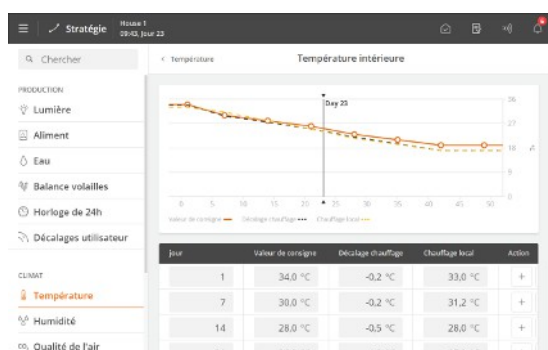 Stratégie
House 1
09:43, Jour 23
Chercher
Température
Température intérieure
PRODUCTION
Lumière
Aliment
Eau
Balance volailles
Horloge de 24h
Décalages utilisateur
CLIMAT
Température
Humidité
CO₂ Qualité de l'air
Day 23
36
27
18
9
0
0 5 10 15 20 25 30 35 40 45 50
Valeur de consigne Décalage chauffage Chauffage local
Jour Valeur de consigne Décalage chauffage Chauffage local Action
1 34,0 °C -0,2 °C 33,0 °C +
7 30,0 °C -0,2 °C 31,2 °C +
14 28,0 °C -0,5 °C 28,0 °C +